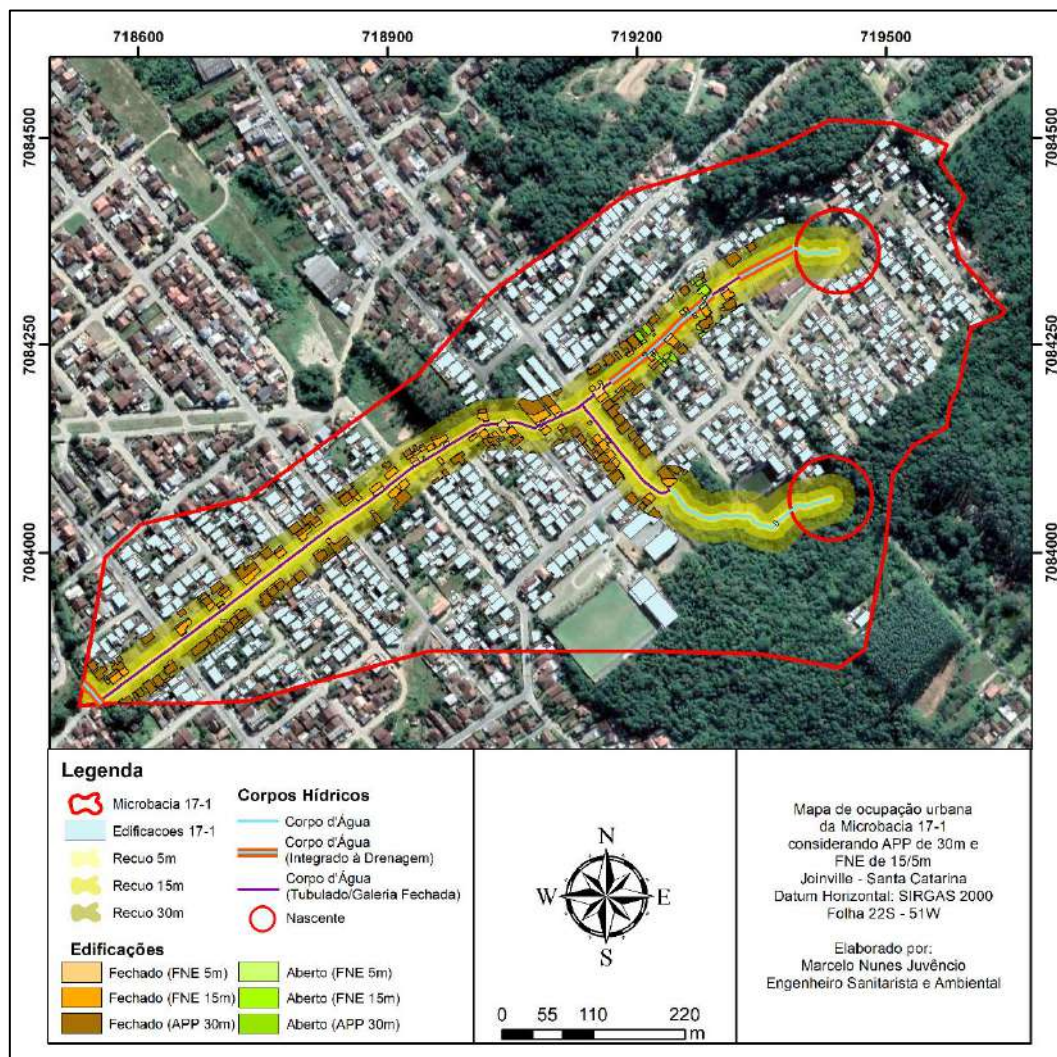 718600
718900
719200
719500
7084500
7084500
7084250
7084250
7084000
7084000
Legenda
Microbacia 17-1
Edificacoes 17-1
Recuo 5m
Recuo 15m
Recuo 30m
Corpos Hídricos
Corpo d'Água
Corpo d'Água
(Integrado à Drenagem)
Corpo d'Água
(Tubulado/Galeria Fechada)
Nascente
Edificações
Fechado (FNE 5m)
Fechado (FNE 15m)
Fechado (APP 30m)
Aberto (FNE 5m)
Aberto (FNE 15m)
Aberto (APP 30m)
N
W
E
S
0 55 110 220
m
Mapa de ocupação urbana
da Microbacia 17-1
considerando APP de 30m e
FNE de 15/5m
Joinville - Santa Catarina
Datum Horizontal: SIRGAS 2000
Folha 22S - 51W
Elaborado por:
Marcelo Nunes Juvêncio
Engenheiro Sanitarista e Ambiental